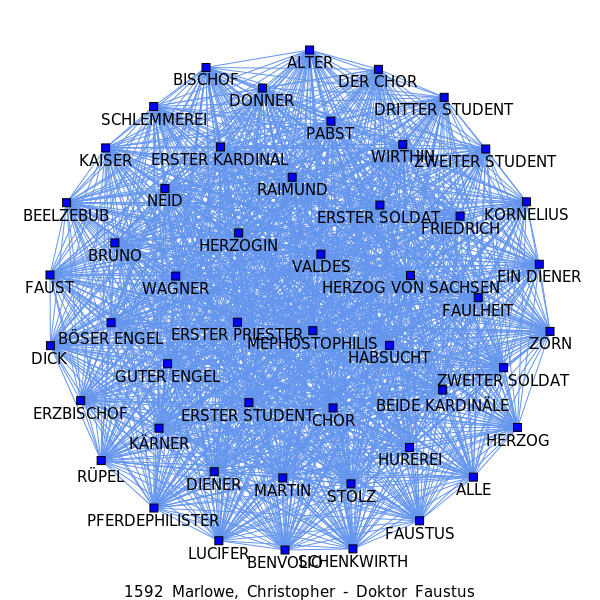 ALTER
BISCHOF
DER CHOR
DONNER
DRITTER STUDENT
SCHLEMMEREI
PABST
KAISER
ERSTER KARDINAL
WIRTHIN
ZWEITER STUDENT
RAIMUND
NEID
BEELZEBUB
ERSTER SOLDAT
KORNELIUS
FRIEDRICH
HERZOGIN
BRUNO
VALDES
FAUST
WAGNER
HERZOG VON SACHSEN
FIN DIENER
FAULHEIT
BÖSER ENGEL
ERSTER PRIESTER
MEPHOSTOPHILIS
ZORN
DICK
HABSUCHT
GUTER ENGEL
ZWEITER SOLDAT
ERZBISCHOF
ERSTER STUDENT
CHOR
BEIDE KARDINÄLE
KÄRNER
HERZOG
HUREREI
RÜPEL
DIENER
MARTIN
STOLZ
ALLE
PFERDEPHILISTER
FAUSTUS
LUCIFER
BENVOLIO
SCHENKWIRTH
1592 Marlowe, Christopher - Doktor Faustus